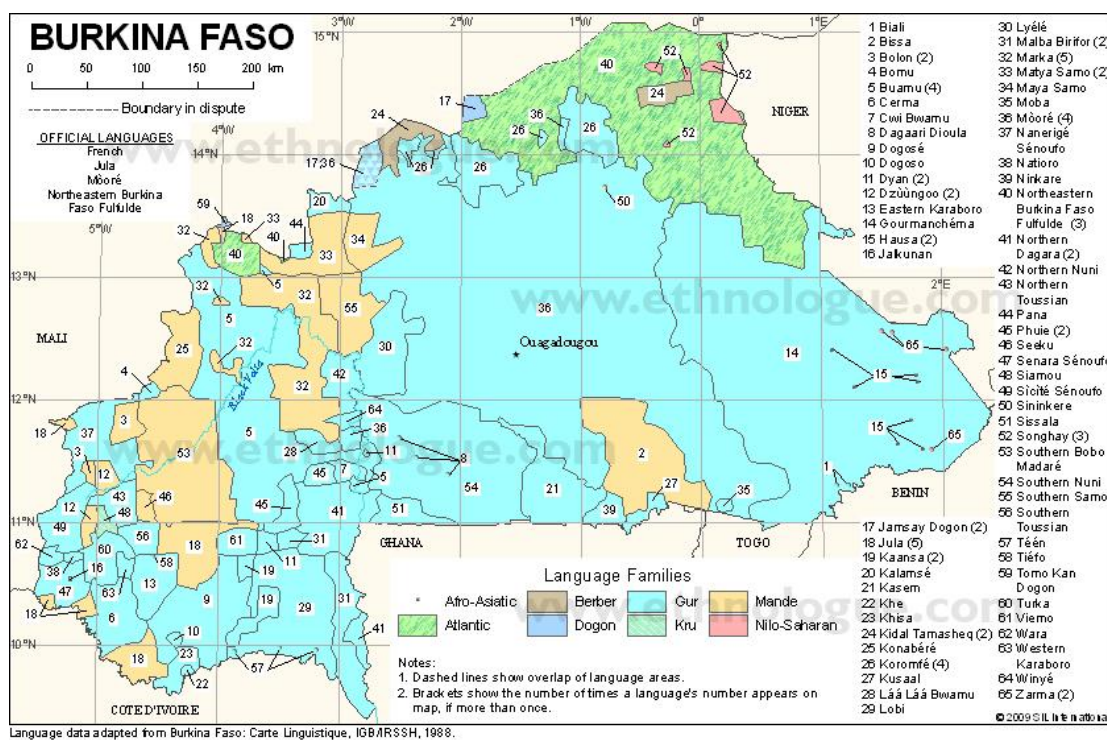 BURKINA FASO
0 50 100 150 200 km
Boundary in dispute
OFFICIAL LANGUAGES
French
Jula
Mòoré
Northeastern Burkina
Faso Fulfulde
15°N
14°N
13°N
12°N
11°N
10°N
5°W
4°W
3°W
2°W
1°W
0°
1°E
2°E
www.ethnologue.com
www.ethnologue.com
www.ethnologue.com
www.ethnologue.com
MALI
NIGER
BENIN
TOGO
GHANA
COTE D'IVOIRE
Ouagadougou
Black Volta
Language Families
Afro-Asiatic
Berber
Gur
Mande
Atlantic
Dogon
Kru
Nilo-Saharan
Notes:
1. Dashed lines show overlap of language areas.
2. Brackets show the number of times a language's number appears on
map, if more than once.
1 Biali
2 Bissa
3 Bolon (2)
4 Bomu
5 Buamu (4)
6 Cerma
7 Cwi Bwamu
8 Dagaari Dioula
9 Dogosé
10 Dogoso
11 Dyan (2)
12 Dzùùngoo (2)
13 Eastern Karaboro
14 Gourmanchéma
15 Hausa (2)
16 Jalkunan
17 Jamsay Dogon (2)
18 Jula (5)
19 Kaansa (2)
20 Kalamsé
21 Kasem
22 Khe
23 Khisa
24 Kidal Tamasheq (2)
25 Konabéré
26 Koromfé (4)
27 Kusaal
28 Láá Láá Bwamu
29 Lobi
30 Lyélé
31 Malba Birifor (2)
32 Marka (5)
33 Matya Samo (2)
34 Maya Samo
35 Moba
36 Mòoré (4)
37 Nanerigé
Sénoufo
38 Natioro
39 Ninkare
40 Northeastern
Burkina Faso
Fulfulde (3)
41 Northern
Dagara (2)
42 Northern Nuni
43 Northern
Toussian
44 Pana
45 Phuie (2)
46 Seeku
47 Senara Sénoufo
48 Siamou
49 Sìcìté Sénoufo
50 Sininkere
51 Sissala
52 Songhay (3)
53 Southern Bobo
Madaré
54 Southern Nuni
55 Southern Samo
56 Southern
Toussian
57 Téén
58 Tiéfo
59 Tomo Kan
Dogon
60 Turka
61 Viemo
62 Wara
63 Western
Karaboro
64 Winyé
65 Zarma (2)
© 2009 SIL International
Language data adapted from Burkina Faso: Carte Linguistique, IGB/IRSSH, 1988.